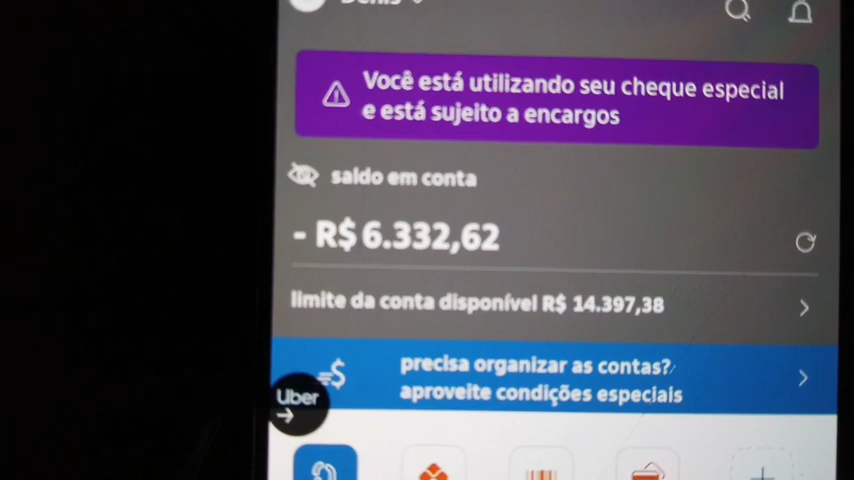 Denis
Você está utilizando seu cheque especial
e está sujeito a encargos
saldo em conta
- R$ 6.332,62
limite da conta disponível R$ 14.397,38
precisa organizar as contas?
aproveite condições especiais
Uber